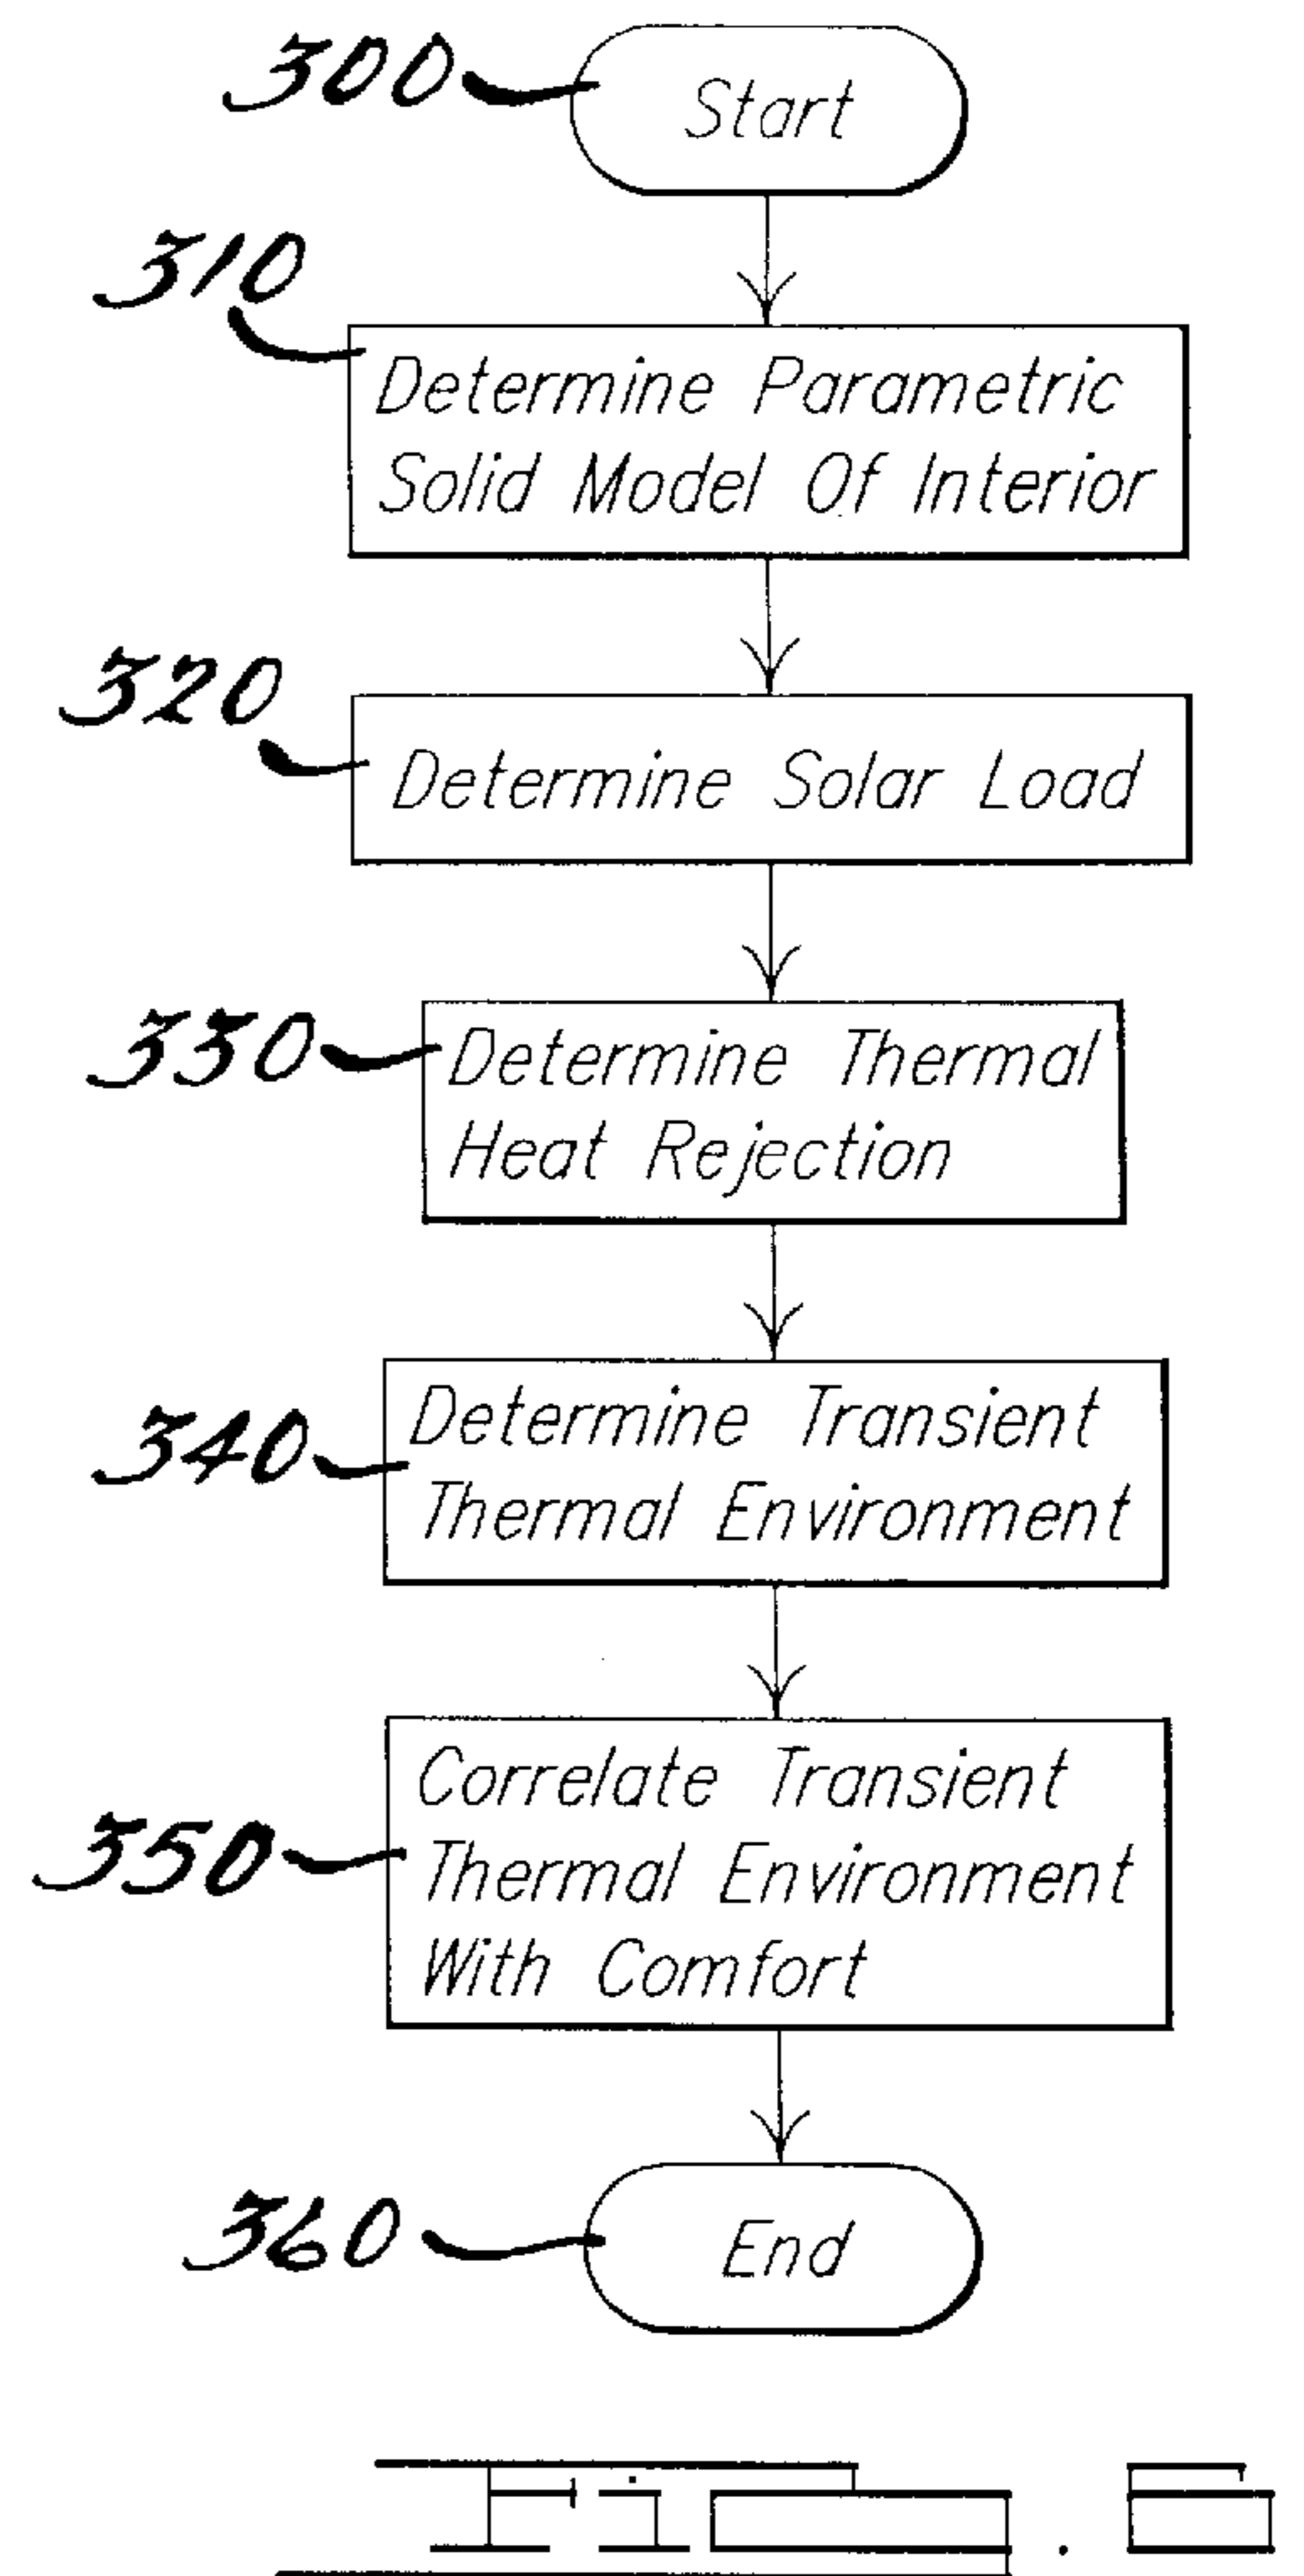 300
Start
310
Determine Parametric
Solid Model Of Interior
320
Determine Solar Load
330
Determine Thermal
Heat Rejection
340
Determine Transient
Thermal Environment
350
Correlate Transient
Thermal Environment
With Comfort
360
End